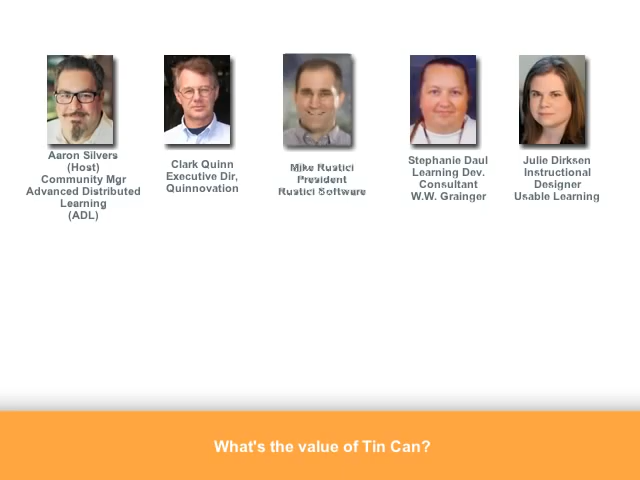 Aaron Silvers
(Host)
Community Mgr
Advanced Distributed
Learning
(ADL)
Clark Quinn
Executive Dir,
Quinnovation
Mike Rustici
President
Rustici Software
Stephanie Daul
Learning Dev.
Consultant
W.W. Grainger
Julie Dirksen
Instructional
Designer
Usable Learning
What's the value of Tin Can?